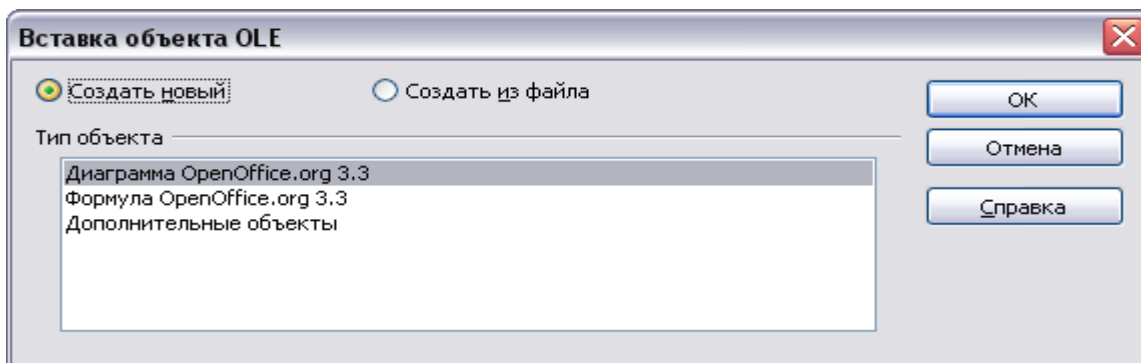 Вставка объекта OLE
Создать новый Создать из файла
ОК
Тип объекта
Отмена
Диаграмма OpenOffice.org 3.3
Формула OpenOffice.org 3.3
Справка
Дополнительные объекты